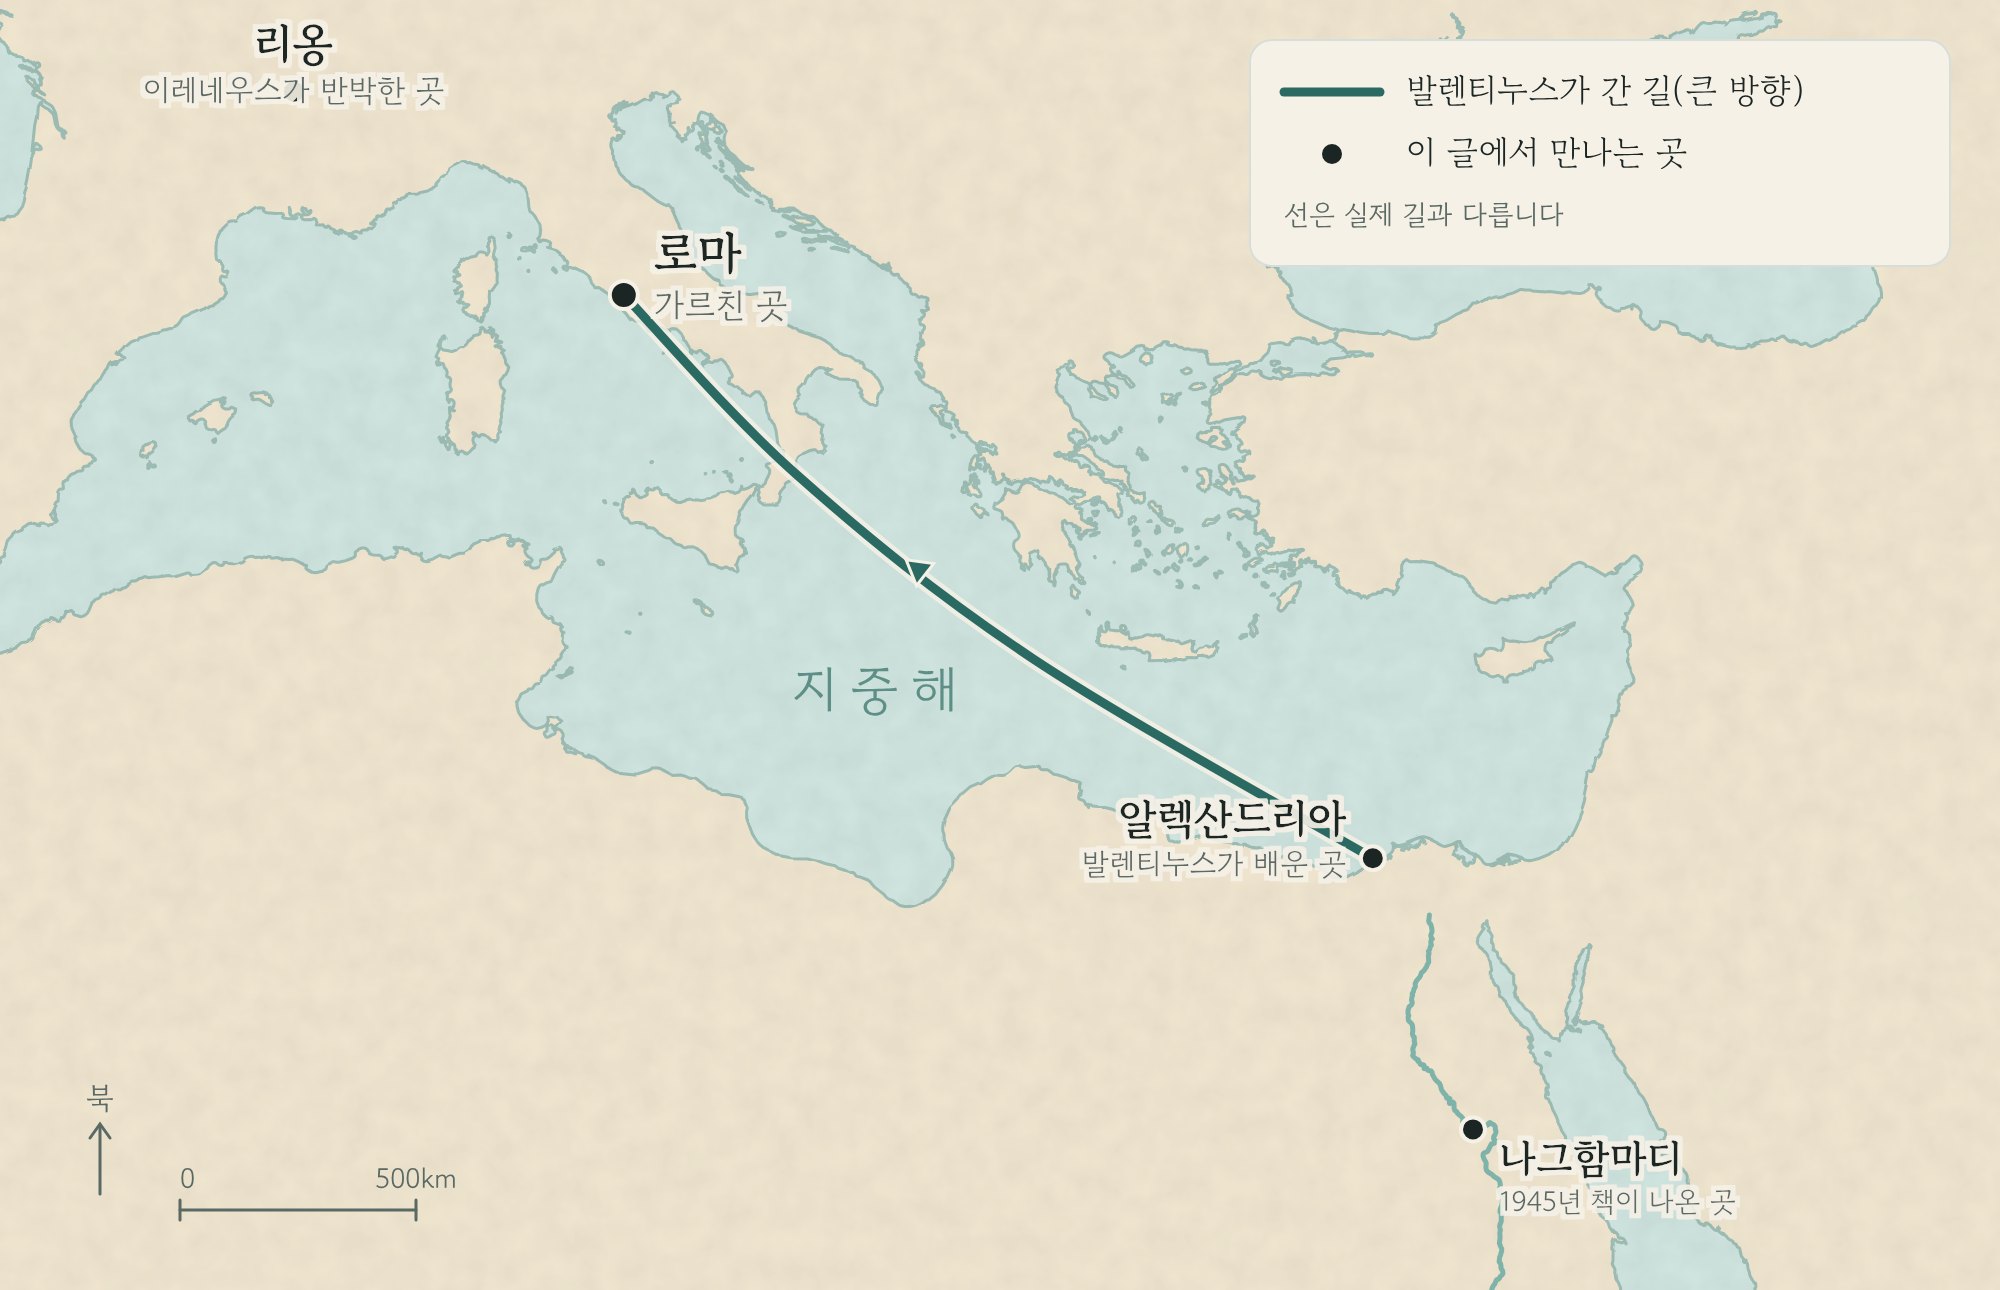 리옹
이레네우스가 반박한 곳
발렌티누스가 간 길(큰 방향)
이 글에서 만나는 곳
선은 실제 길과 다릅니다
로마
가르친 곳
지중해
알렉산드리아
발렌티누스가 배운 곳
북
0 500km
나그함마디
1945년 책이 나온 곳